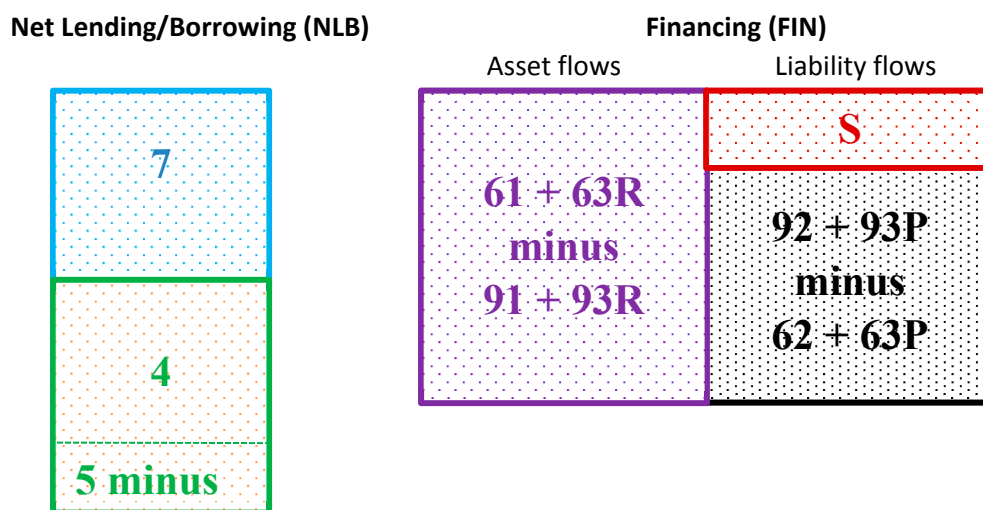 Net Lending/Borrowing (NLB)
Financing (FIN)
Asset flows
Liability flows
7
4
5 minus
61 + 63R
minus
91 + 93R
S
92 + 93P
minus
62 + 63P